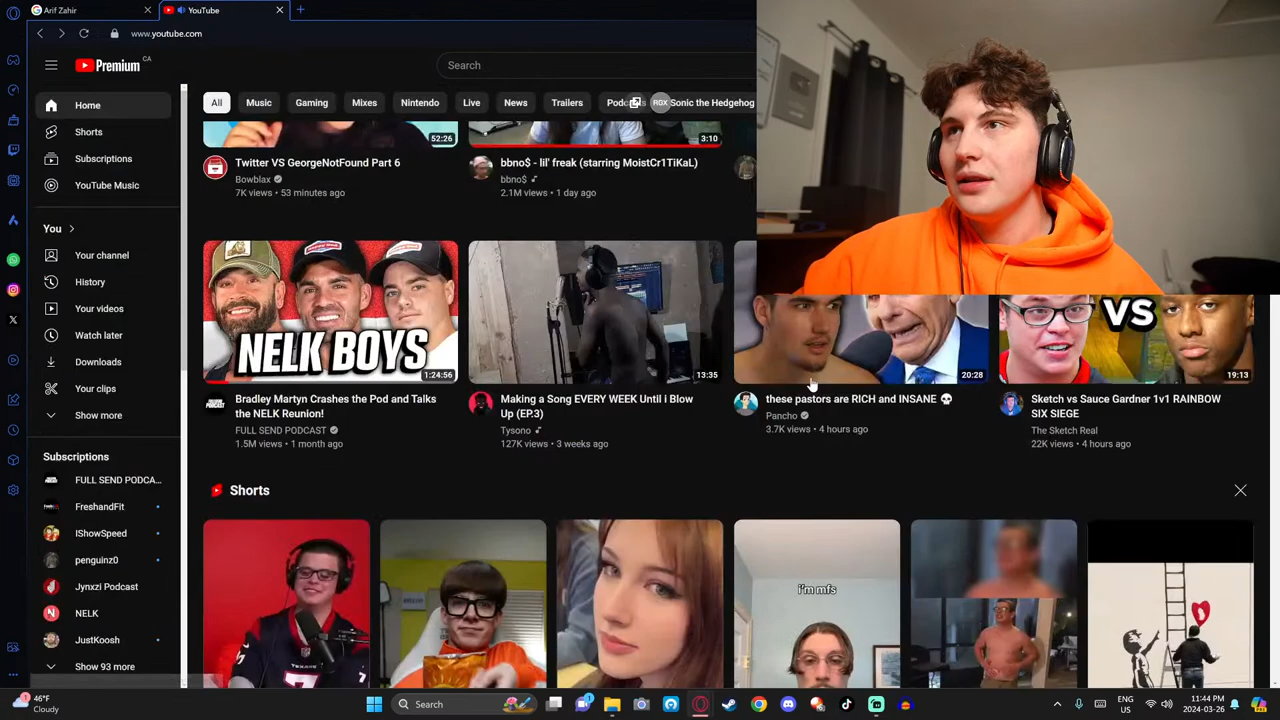 Arif Zahir
YouTube
www.youtube.com
Premium CA
Search
Home
Shorts
Subscriptions
YouTube Music
You
Your channel
History
Your videos
Watch later
Downloads
Your clips
Show more
Subscriptions
FULL SEND PODCA...
FreshandFit
IShowSpeed
penguinz0
Jynxzi Podcast
NELK
JustKoosh
Show 93 more
All Music Gaming Mixes Nintendo Live News Trailers Sonic the Hedgehog
52:26
Twitter VS GeorgeNotFound Part 6
Bowblax
7K views • 53 minutes ago
3:10
bbno$ - lil' freak (starring MoistCr1TiKaL)
bbno$
2.1M views • 1 day ago
NELK BOYS
1:24:56
Bradley Martyn Crashes the Pod and Talks
the NELK Reunion!
FULL SEND PODCAST
1.5M views • 1 month ago
13:35
Making a Song EVERY WEEK Until i Blow
Up (EP.3)
Tysono
127K views • 3 weeks ago
20:28
these pastors are RICH and INSANE 💀
Pancho
3.7K views • 4 hours ago
VS
19:13
Sketch vs Sauce Gardner 1v1 RAINBOW
SIX SIEGE
The Sketch Real
22K views • 4 hours ago
Shorts
TEXANS
7
i'm mfs
46°F
Cloudy
Search
ENG
US
11:44 PM
2024-03-26